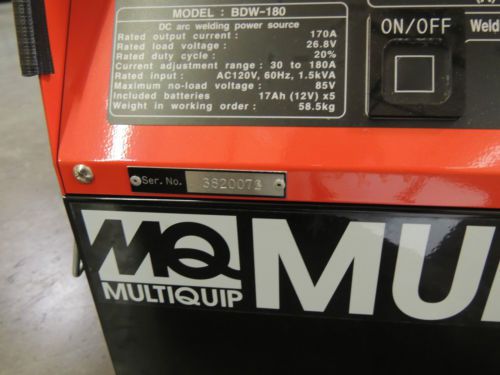 MODEL : BDW-180
DC arc welding power source
Rated output current : 170A
Rated load voltage : 26.8V
Rated duty cycle : 20%
Current adjustment range : 30 to 180A
Rated input : AC120V, 60Hz, 1.5kVA
Maximum no-load voltage : 85V
Included batteries 17Ah (12V) x5
Weight in working order : 58.5kg
ON/OFF
Weld
Ser. No. 3820073
MQ
MULTIQUIP
MU